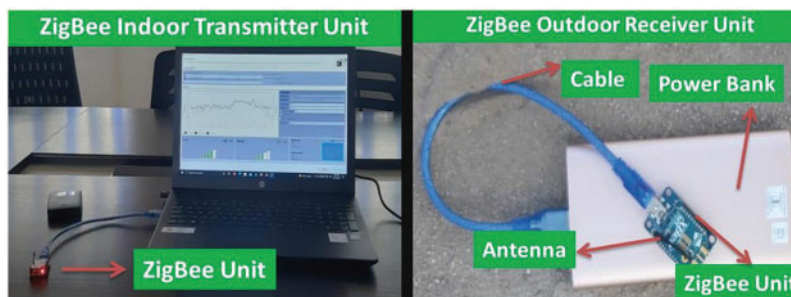 ZigBee Indoor Transmitter Unit
ZigBee Unit
ZigBee Outdoor Receiver Unit
Cable
Power Bank
Antenna
ZigBee Unit